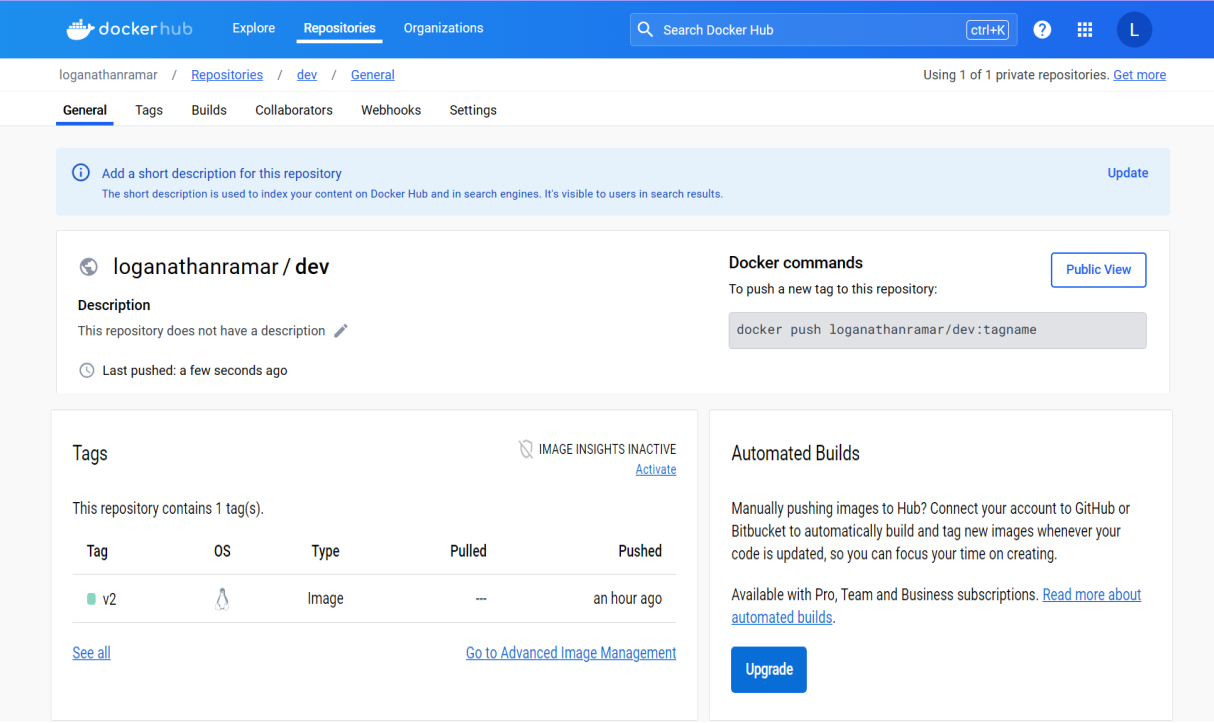 dockerhub Explore Repositories Organizations Search Docker Hub ctrl+K ? L
loganathanramar / Repositories / dev / General Using 1 of 1 private repositories. Get more
General Tags Builds Collaborators Webhooks Settings
Add a short description for this repository Update
The short description is used to index your content on Docker Hub and in search engines. It's visible to users in search results.
loganathanramar / dev
Description
This repository does not have a description
Last pushed: a few seconds ago
Docker commands
Public View
To push a new tag to this repository:
docker push loganathanramar/dev:tagname
Tags
IMAGE INSIGHTS INACTIVE
Activate
This repository contains 1 tag(s).
Tag OS Type Pulled Pushed
v2 Image --- an hour ago
See all Go to Advanced Image Management
Automated Builds
Manually pushing images to Hub? Connect your account to GitHub or
Bitbucket to automatically build and tag new images whenever your
code is updated, so you can focus your time on creating.
Available with Pro, Team and Business subscriptions. Read more about
automated builds.
Upgrade